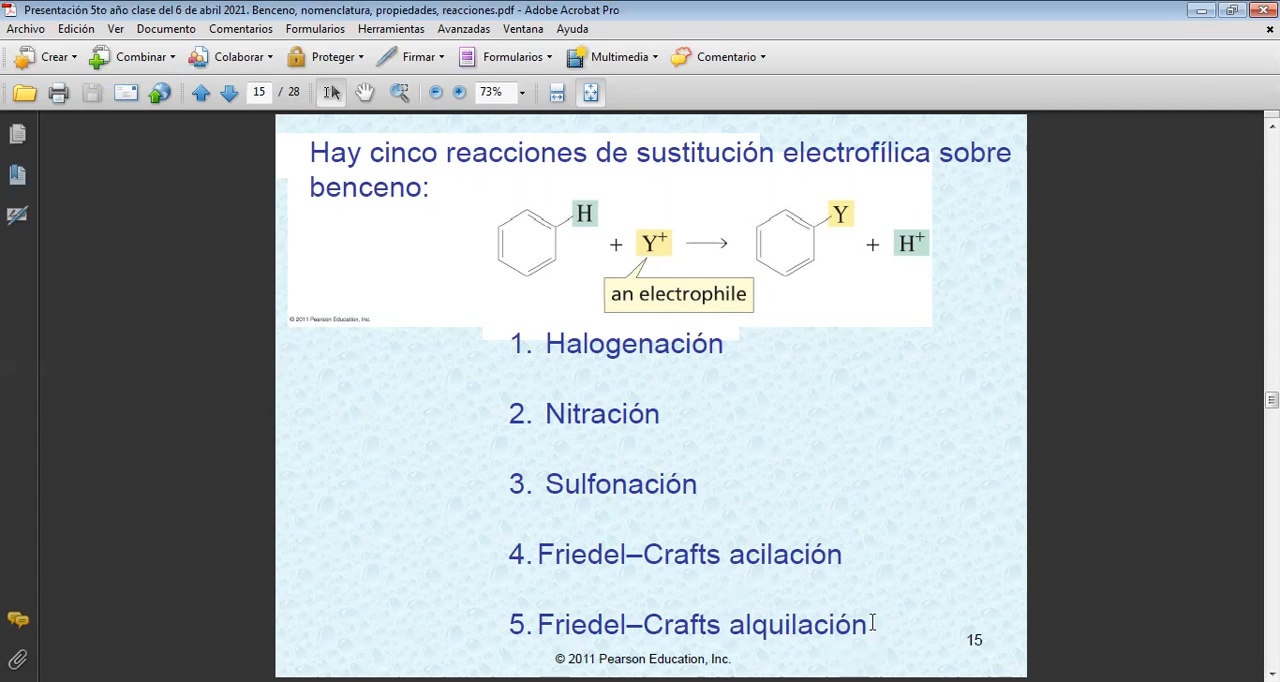 Presentación 5to año clase del 6 de abril 2021. Benceno, nomenclatura, propiedades, reacciones.pdf - Adobe Acrobat Pro
Archivo Edición Ver Documento Comentarios Formularios Herramientas Avanzadas Ventana Ayuda
Crear Combinar Colaborar Proteger Firmar Formularios Multimedia Comentario
15 / 28 73%
Hay cinco reacciones de sustitución electrofílica sobre
benceno:
H + Y+ → Y + H+
an electrophile
© 2011 Pearson Education, Inc.
1. Halogenación
2. Nitración
3. Sulfonación
4. Friedel–Crafts acilación
5. Friedel–Crafts alquilación
15
© 2011 Pearson Education, Inc.